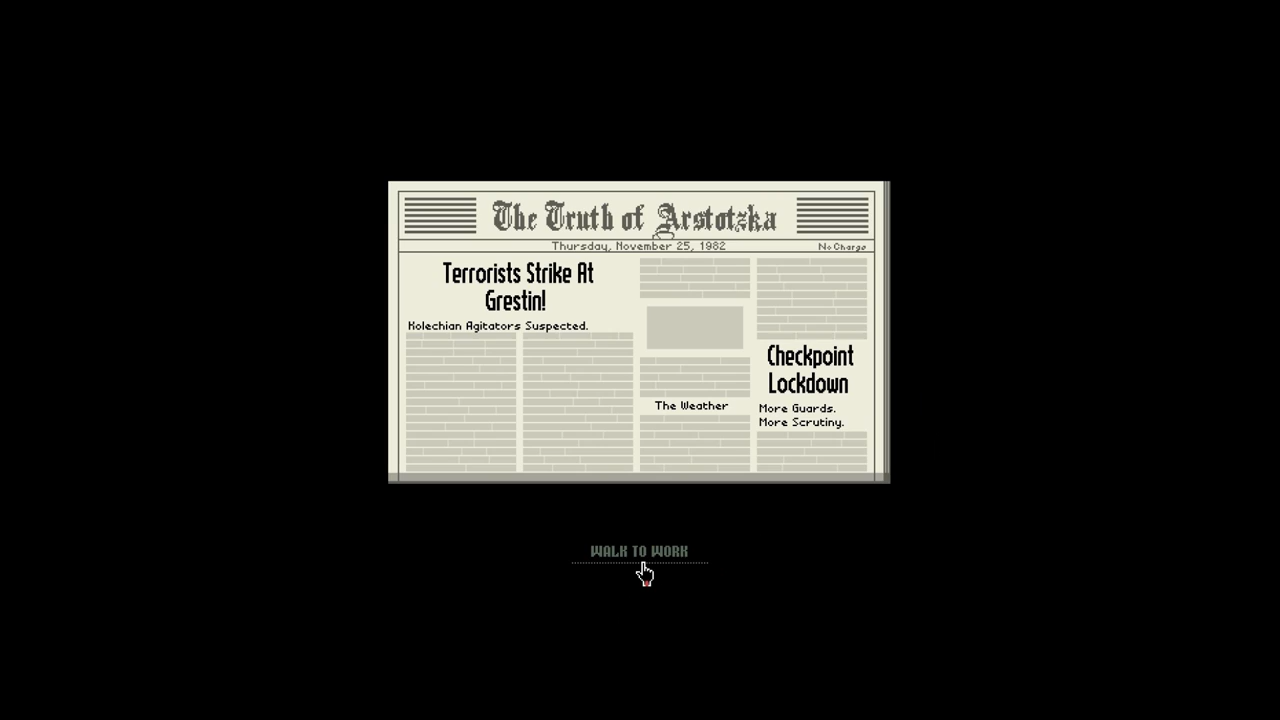 The Truth of Arstotzka
Thursday, November 25, 1982
No Charge
Terrorists Strike At
Grestin!
Kolechian Agitators Suspected.
The Weather
Checkpoint
Lockdown
More Guards.
More Scrutiny.
WALK TO WORK